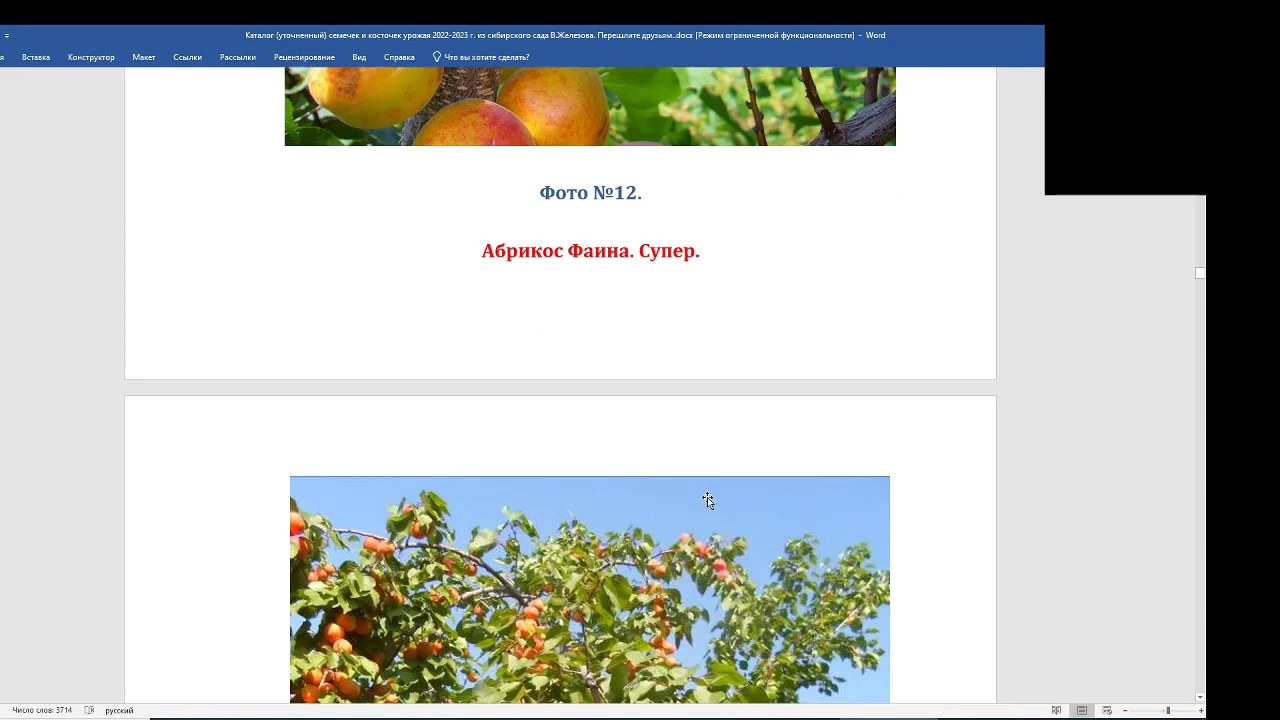 Каталог (уточненный) семечек и косточек урожая 2022-2023 г. из сибирского сада В.Железова. Перешлите друзьям..docx [Режим ограниченной функциональности] - Word
я Вставка Конструктор Макет Ссылки Рассылки Рецензирование Вид Справка Что вы хотите сделать?
Фото №12.
Абрикос Фаина. Супер.
Число слов: 3714 русский